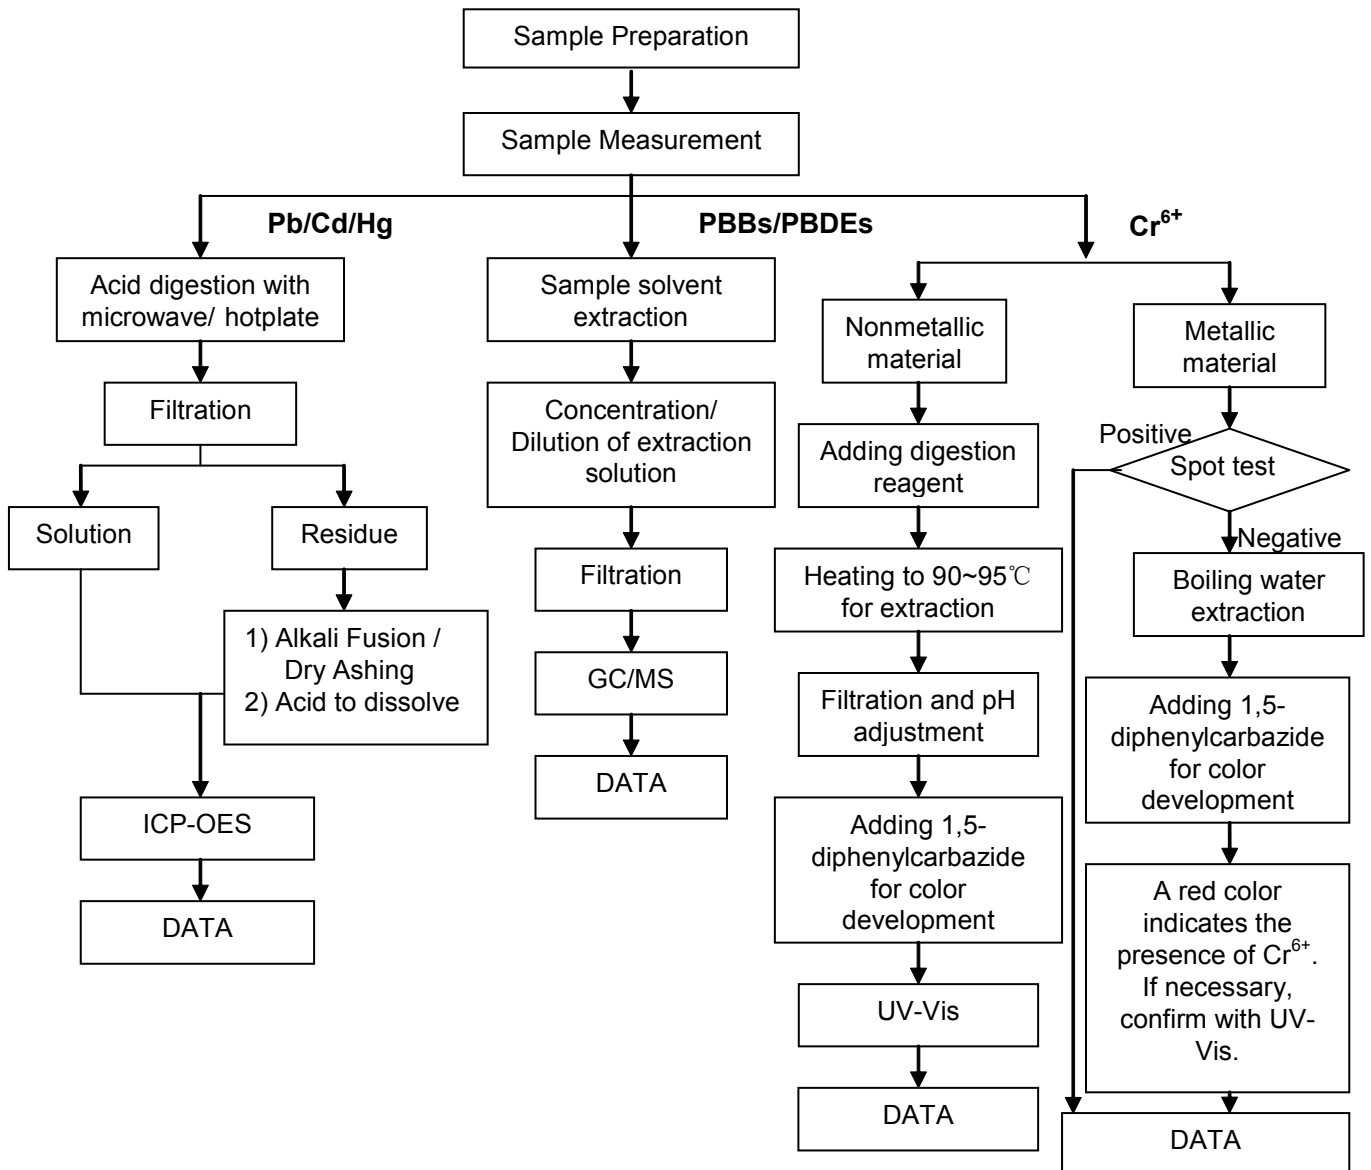 Sample Preparation
Sample Measurement
Pb/Cd/Hg
PBBs/PBDEs
Cr6+
Acid digestion with
microwave/ hotplate
Filtration
Solution
Residue
1) Alkali Fusion /
Dry Ashing
2) Acid to dissolve
ICP-OES
DATA
Sample solvent
extraction
Concentration/
Dilution of extraction
solution
Filtration
GC/MS
DATA
Nonmetallic
material
Adding digestion
reagent
Heating to 90~95℃
for extraction
Filtration and pH
adjustment
Adding 1,5-
diphenylcarbazide
for color
development
UV-Vis
DATA
Metallic
material
Positive
Spot test
Negative
Boiling water
extraction
Adding 1,5-
diphenylcarbazide
for color
development
A red color
indicates the
presence of Cr6+.
If necessary,
confirm with UV-
Vis.
DATA